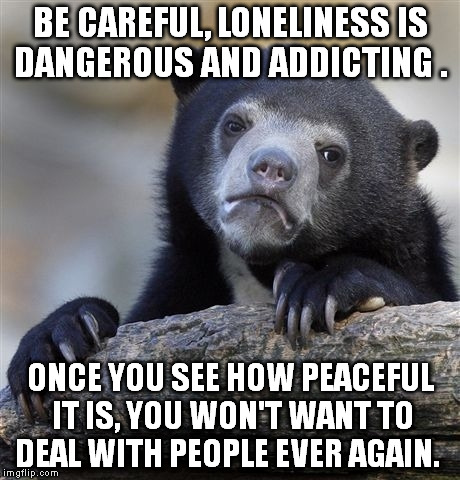 BE CAREFUL, LONELINESS IS
DANGEROUS AND ADDICTING .
ONCE YOU SEE HOW PEACEFUL
IT IS, YOU WON'T WANT TO
DEAL WITH PEOPLE EVER AGAIN.
imgflip.com